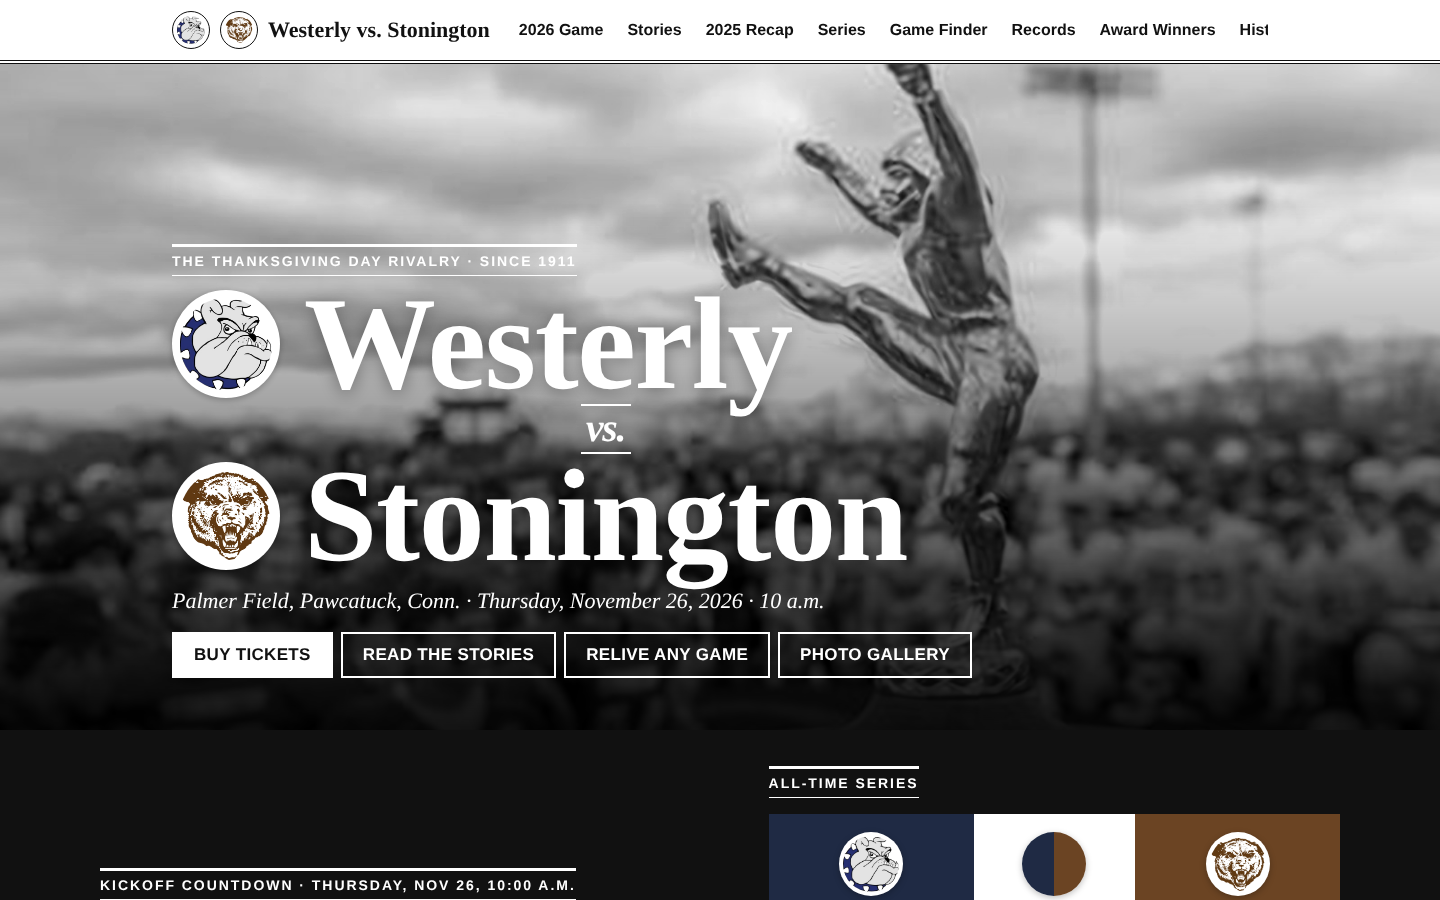 Westerly vs. Stonington 2026 Game Stories 2025 Recap Series Game Finder Records Award Winners
THE THANKSGIVING DAY RIVALRY · SINCE 1911
Westerly
vs.
Stonington
Palmer Field, Pawcatuck, Conn. · Thursday, November 26, 2026 · 10 a.m.
BUY TICKETS READ THE STORIES RELIVE ANY GAME PHOTO GALLERY
ALL-TIME SERIES
KICKOFF COUNTDOWN · THURSDAY, NOV 26, 10:00 A.M.